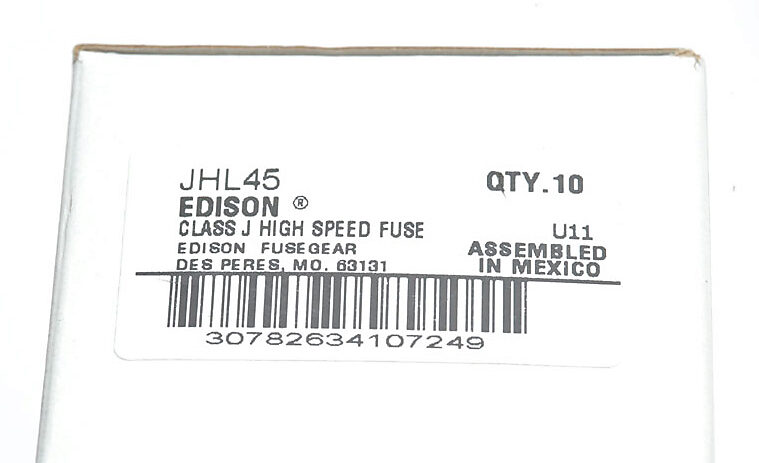 JHL45 QTY.10
EDISON ®
CLASS J HIGH SPEED FUSE U11
EDISON FUSEGEAR ASSEMBLED
DES PERES, MO. 63131 IN MEXICO
30782634107249